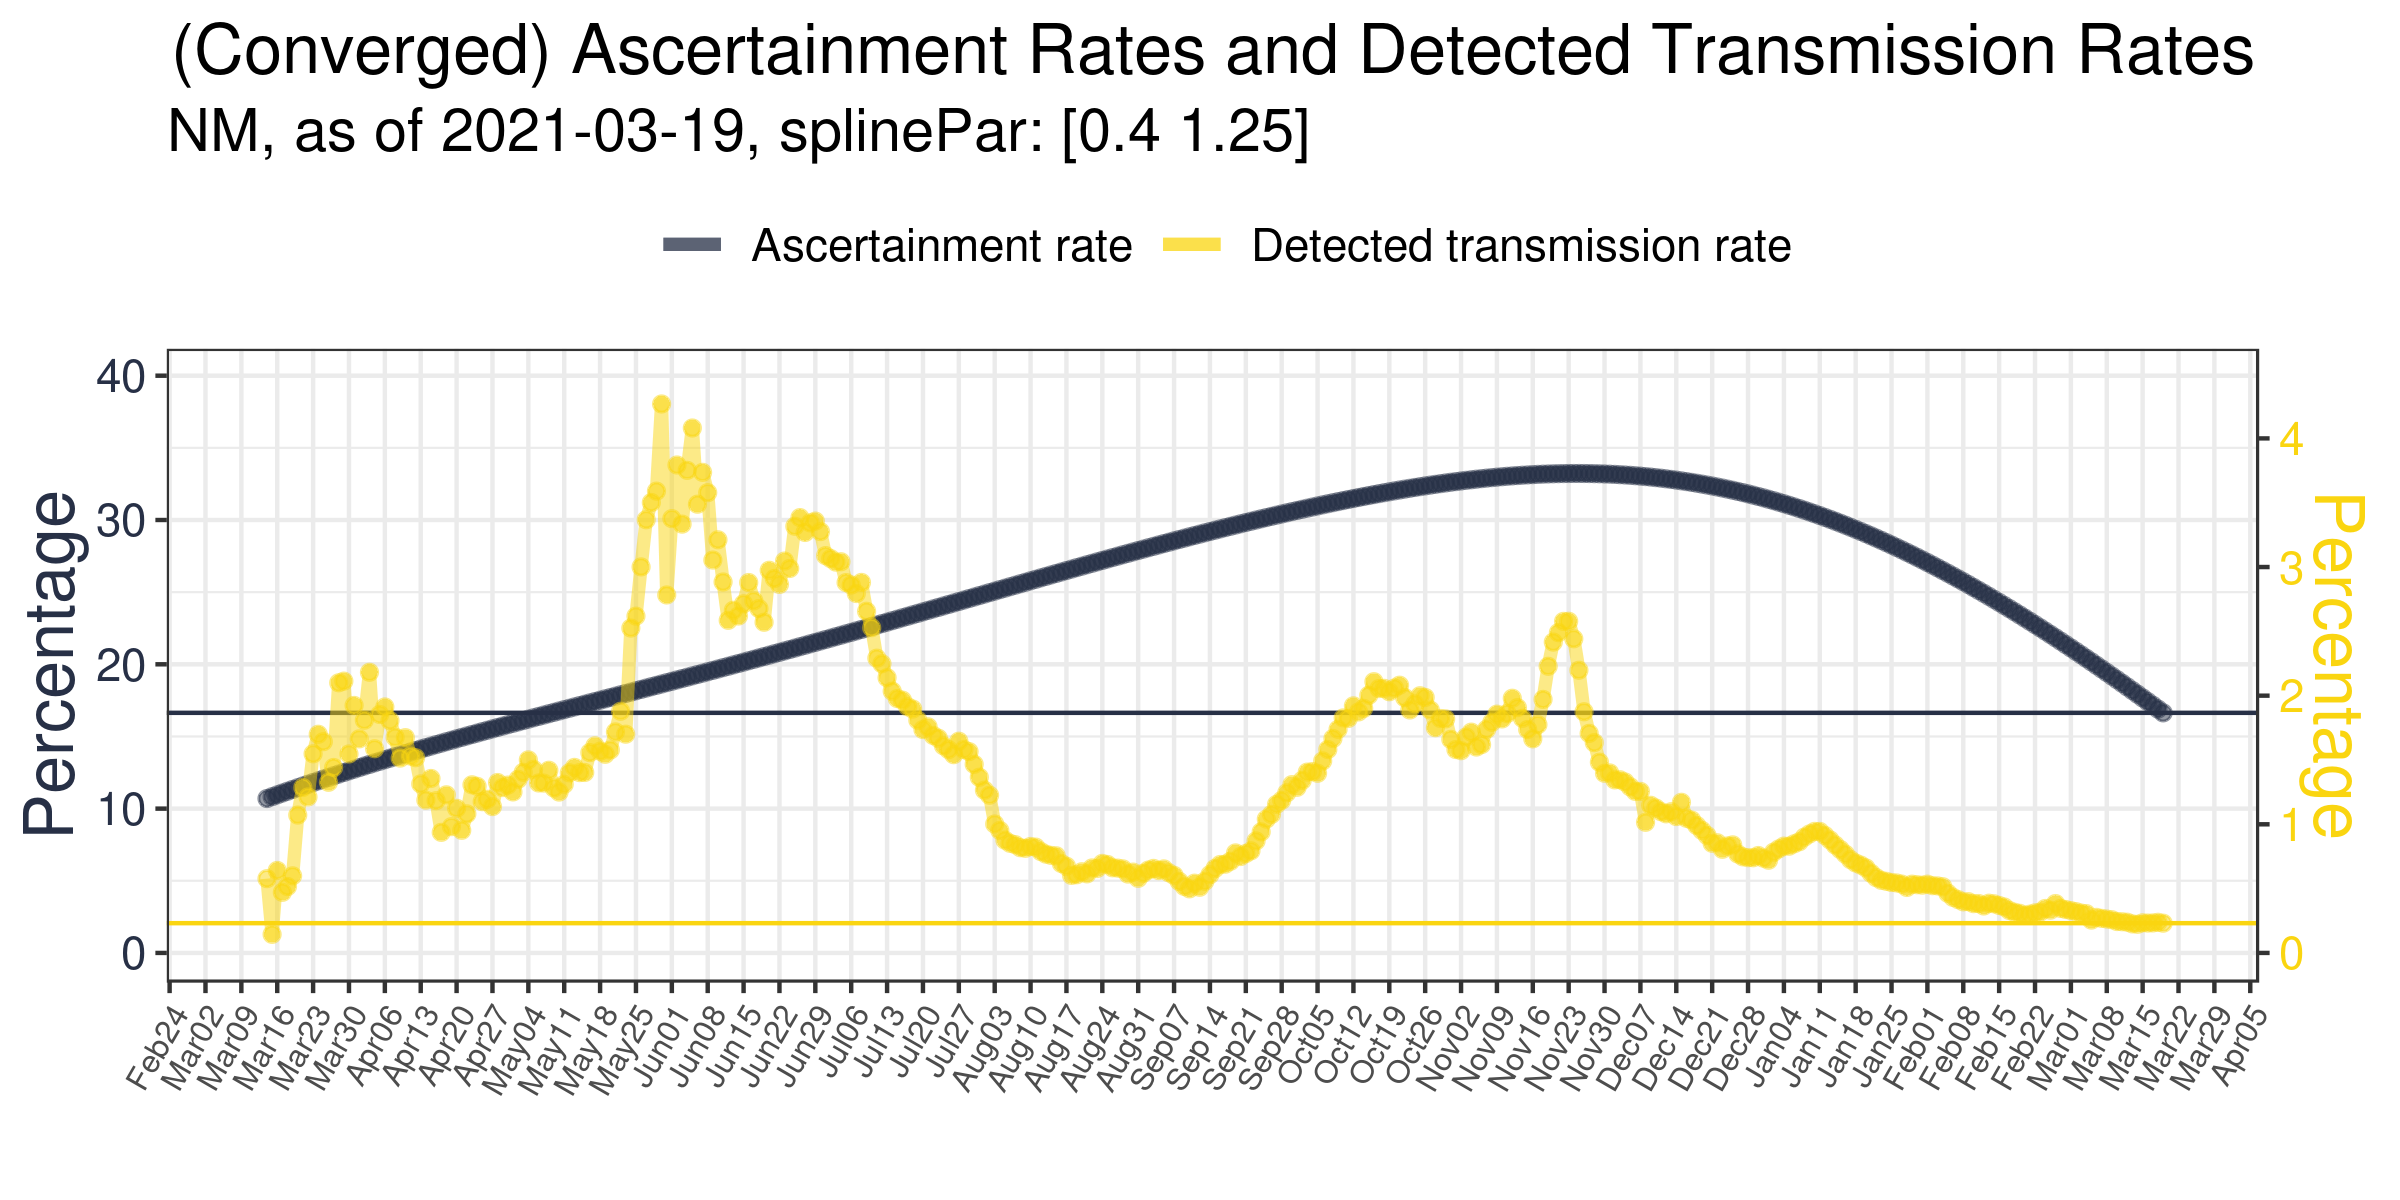 (Converged) Ascertainment Rates and Detected Transmission Rates
NM, as of 2021-03-19, splinePar: [0.4 1.25]
Ascertainment rate Detected transmission rate
Percentage
40
30
20
10
0
4
3
2
1
0
Percentage
Feb24 Mar02 Mar09 Mar16 Mar23 Mar30 Apr06 Apr13 Apr20 Apr27 May04 May11 May18 May25 Jun01 Jun08 Jun15 Jun22 Jun29 Jul06 Jul13 Jul20 Jul27 Aug03 Aug10 Aug17 Aug24 Aug31 Sep07 Sep14 Sep21 Sep28 Oct05 Oct12 Oct19 Oct26 Nov02 Nov09 Nov16 Nov23 Nov30 Dec07 Dec14 Dec21 Dec28 Jan04 Jan11 Jan18 Jan25 Feb01 Feb08 Feb15 Feb22 Mar01 Mar08 Mar15 Mar22 Mar29 Apr05